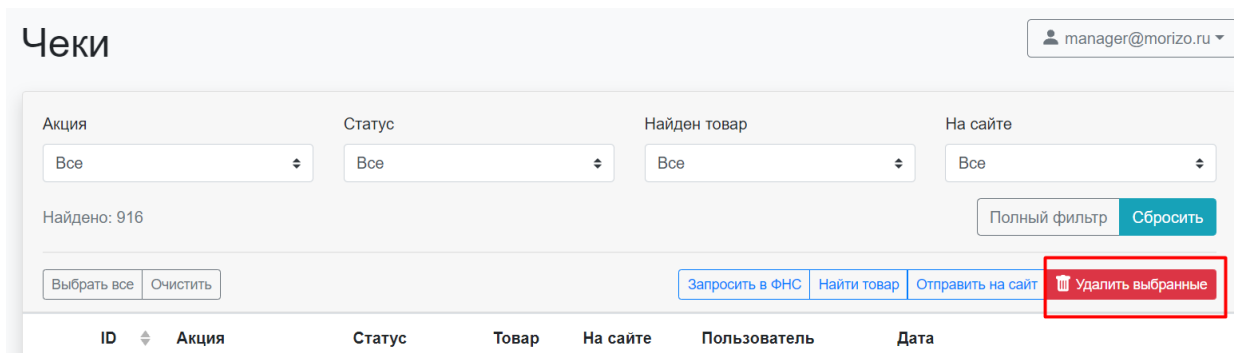 Чеки
manager@morizo.ru
Акция Статус Найден товар На сайте
Все Все Все Все
Найдено: 916 Полный фильтр Сбросить
Выбрать все Очистить Запросить в ФНС Найти товар Отправить на сайт Удалить выбранные
ID Акция Статус Товар На сайте Пользователь Дата